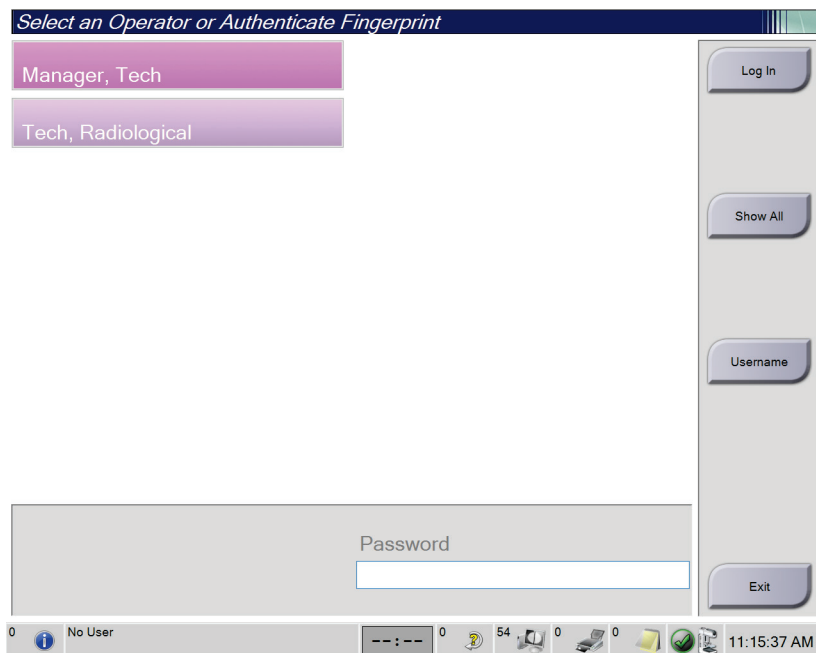 Select an Operator or Authenticate Fingerprint
Manager, Tech
Log In
Tech, Radiological
Show All
Username
Password
Exit
0 No User --:-- 0 54 0 0 11:15:37 AM